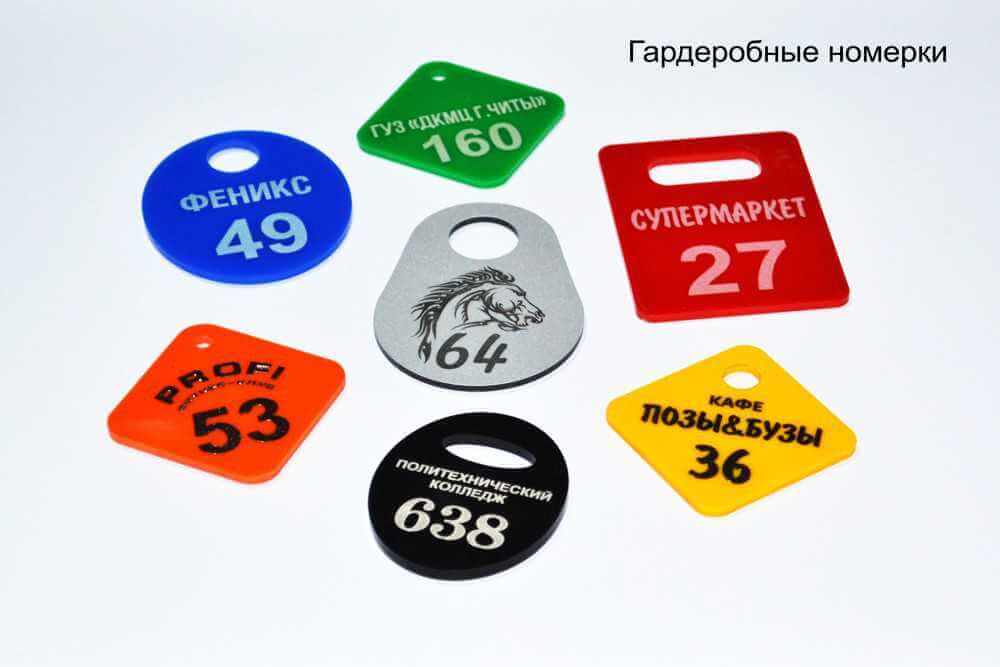 Гардеробные номерки
ГУЗ «ДКМЦ Г.ЧИТЫ»
160
ФЕНИКС
49
СУПЕРМАРКЕТ
27
64
PROFI
53
КАФЕ
ПОЗЫ&БУЗЫ
36
ПОЛИТЕХНИЧЕСКИЙ
КОЛЛЕДЖ
638